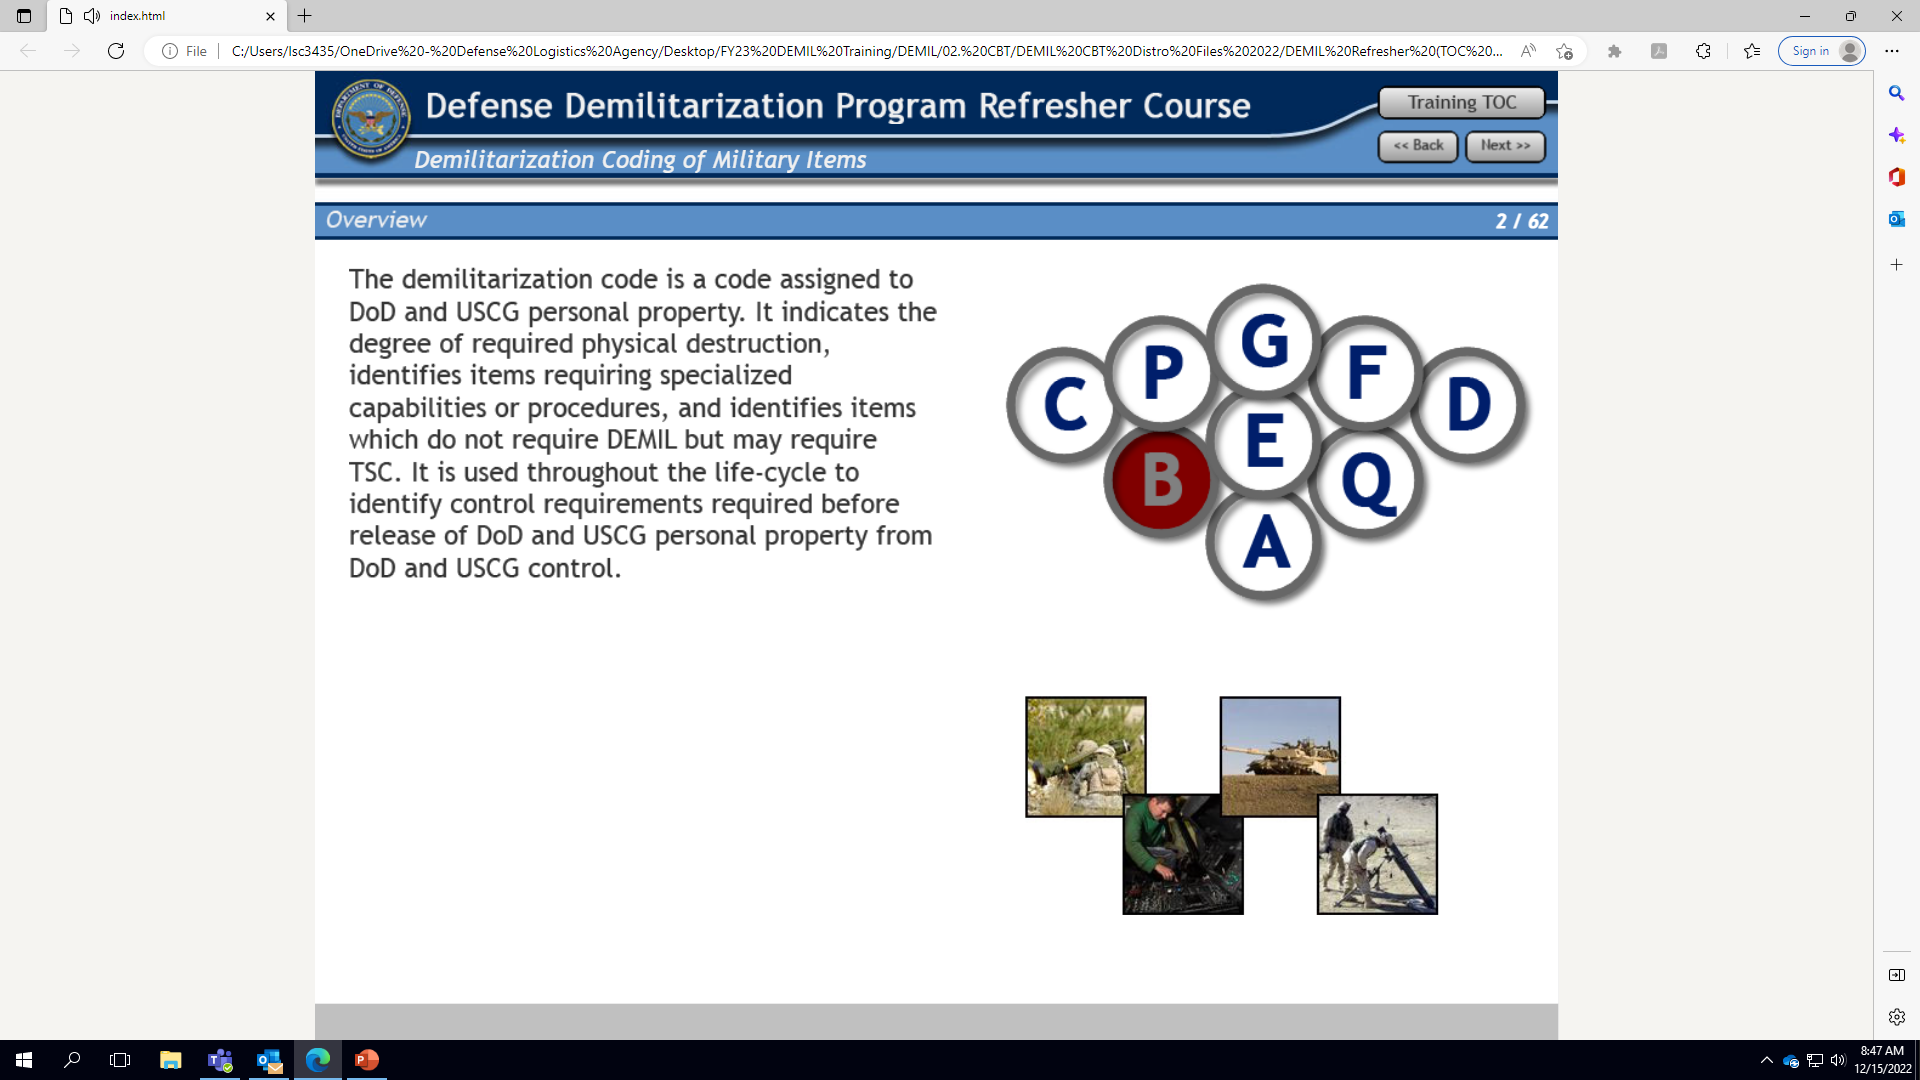 index.html
File
C:/Users/lsc3435/OneDrive%20-%20Defense%20Logistics%20Agency/Desktop/FY23%20DEMIL%20Training/DEMIL/02.%20CBT/DEMIL%20CBT%20Distro%20Files%202022/DEMIL%20Refresher%20(TOC%20...
Sign in
Defense Demilitarization Program Refresher Course
Training TOC
<< Back
Next >>
Demilitarization Coding of Military Items
Overview
2 / 62
The demilitarization code is a code assigned to
DoD and USCG personal property. It indicates the
degree of required physical destruction,
identifies items requiring specialized
capabilities or procedures, and identifies items
which do not require DEMIL but may require
TSC. It is used throughout the life-cycle to
identify control requirements required before
release of DoD and USCG personal property from
DoD and USCG control.
G
P
F
C
D
E
B
Q
A
8:47 AM
12/15/2022